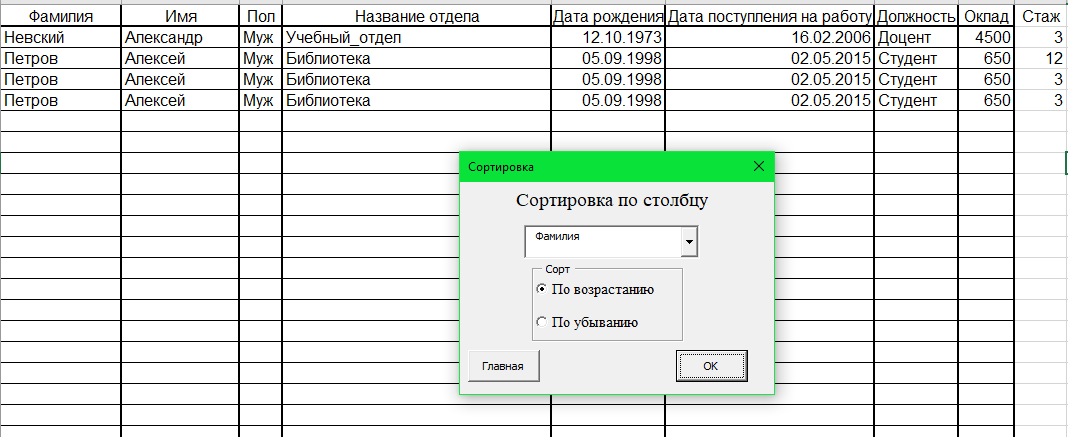 Фамилия Имя Пол Название отдела Дата рождения Дата поступления на работу Должность Оклад Стаж
Невский Александр Муж Учебный_отдел 12.10.1973 16.02.2006 Доцент 4500 3
Петров Алексей Муж Библиотека 05.09.1998 02.05.2015 Студент 650 12
Петров Алексей Муж Библиотека 05.09.1998 02.05.2015 Студент 650 3
Петров Алексей Муж Библиотека 05.09.1998 02.05.2015 Студент 650 3
Сортировка
Сортировка по столбцу
Фамилия
Сорт
По возрастанию
По убыванию
Главная OK